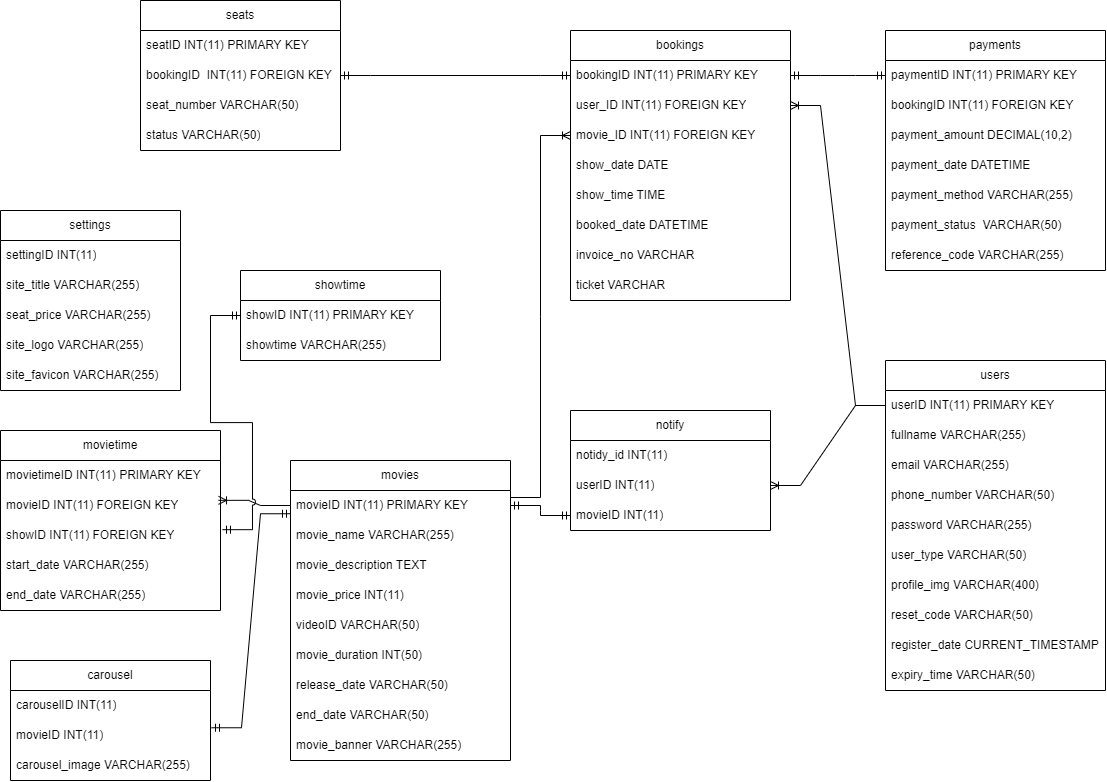 seats
seatID INT(11) PRIMARY KEY
bookingID  INT(11) FOREIGN KEY
seat_number VARCHAR(50)
status VARCHAR(50)
bookings
bookingID INT(11) PRIMARY KEY
user_ID INT(11) FOREIGN KEY
movie_ID INT(11) FOREIGN KEY
show_date DATE
show_time TIME
booked_date DATETIME
invoice_no VARCHAR
ticket VARCHAR
payments
paymentID INT(11) PRIMARY KEY
bookingID INT(11) FOREIGN KEY
payment_amount DECIMAL(10,2)
payment_date DATETIME
payment_method VARCHAR(255)
payment_status  VARCHAR(50)
reference_code VARCHAR(255)
settings
settingID INT(11)
site_title VARCHAR(255)
seat_price VARCHAR(255)
site_logo VARCHAR(255)
site_favicon VARCHAR(255)
showtime
showID INT(11) PRIMARY KEY
showtime VARCHAR(255)
movietime
movietimeID INT(11) PRIMARY KEY
movieID INT(11) FOREIGN KEY
showID INT(11) FOREIGN KEY
start_date VARCHAR(255)
end_date VARCHAR(255)
movies
movieID INT(11) PRIMARY KEY
movie_name VARCHAR(255)
movie_description TEXT
movie_price INT(11)
videoID VARCHAR(50)
movie_duration INT(50)
release_date VARCHAR(50)
end_date VARCHAR(50)
movie_banner VARCHAR(255)
notify
notidy_id INT(11)
userID INT(11)
movieID INT(11)
users
userID INT(11) PRIMARY KEY
fullname VARCHAR(255)
email VARCHAR(255)
phone_number VARCHAR(50)
password VARCHAR(255)
user_type VARCHAR(50)
profile_img VARCHAR(400)
reset_code VARCHAR(50)
register_date CURRENT_TIMESTAMP
expiry_time VARCHAR(50)
carousel
carouselID INT(11)
movieID INT(11)
carousel_image VARCHAR(255)